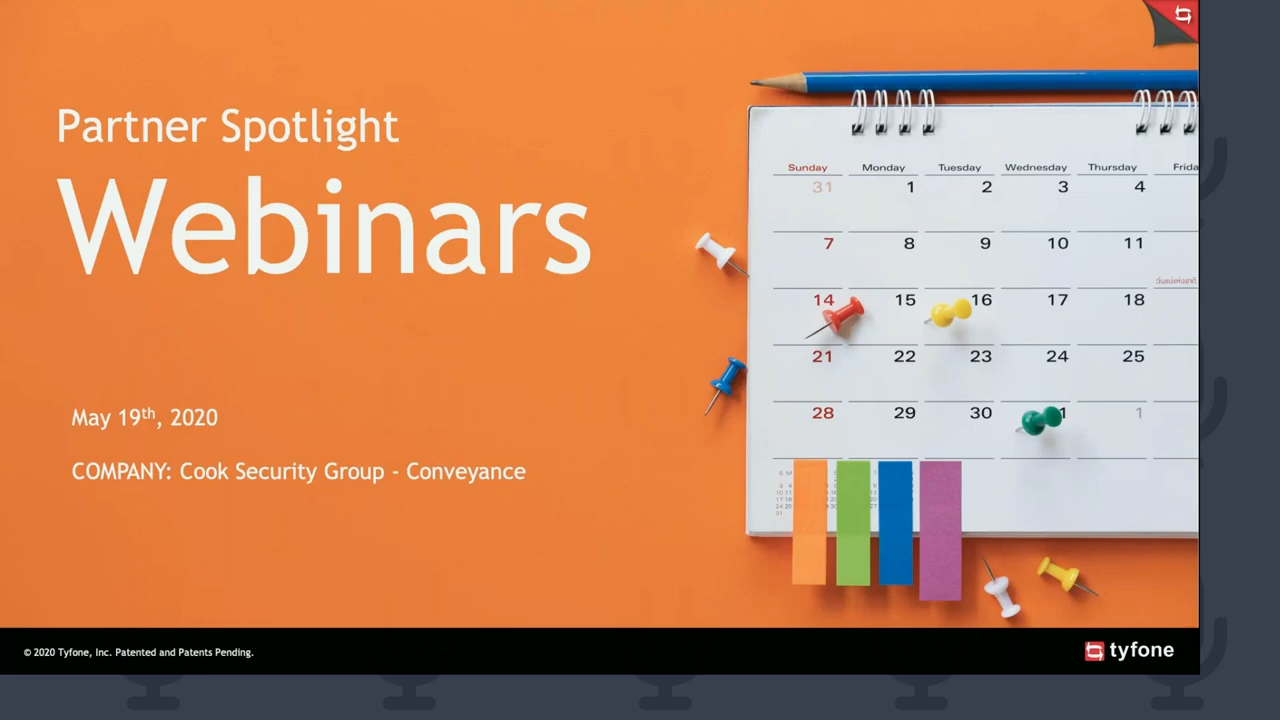 Partner Spotlight
Webinars
May 19th, 2020
COMPANY: Cook Security Group - Conveyance
Sunday Monday Tuesday Wednesday Thursday Frida
31 1 2 3 4
7 8 9 10 11
14 15 16 17 18
21 22 23 24 25
28 29 30 1 1
© 2020 Tyfone, Inc. Patented and Patents Pending.
tyfone